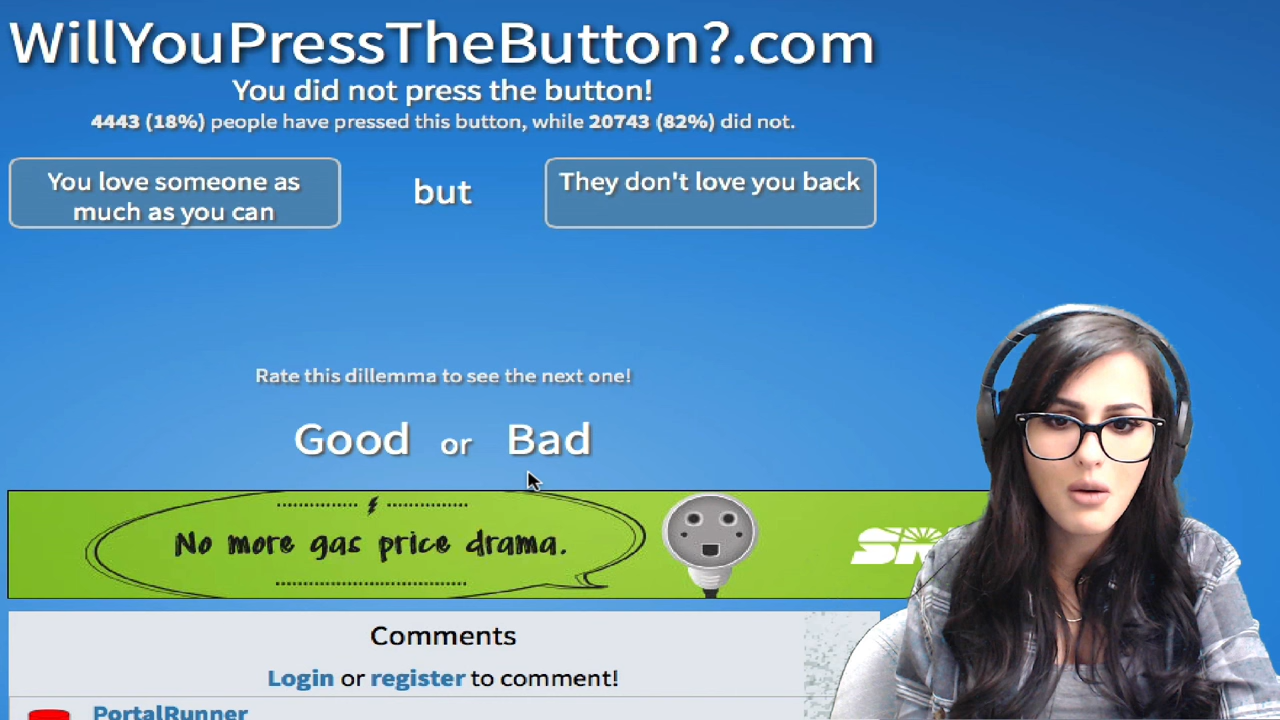 WillYouPressTheButton?.com
You did not press the button!
4443 (18%) people have pressed this button, while 20743 (82%) did not.
You love someone as
much as you can
but
They don't love you back
Rate this dillemma to see the next one!
Good or Bad
No more gas price drama.
Comments
Login or register to comment!
PortalRunner